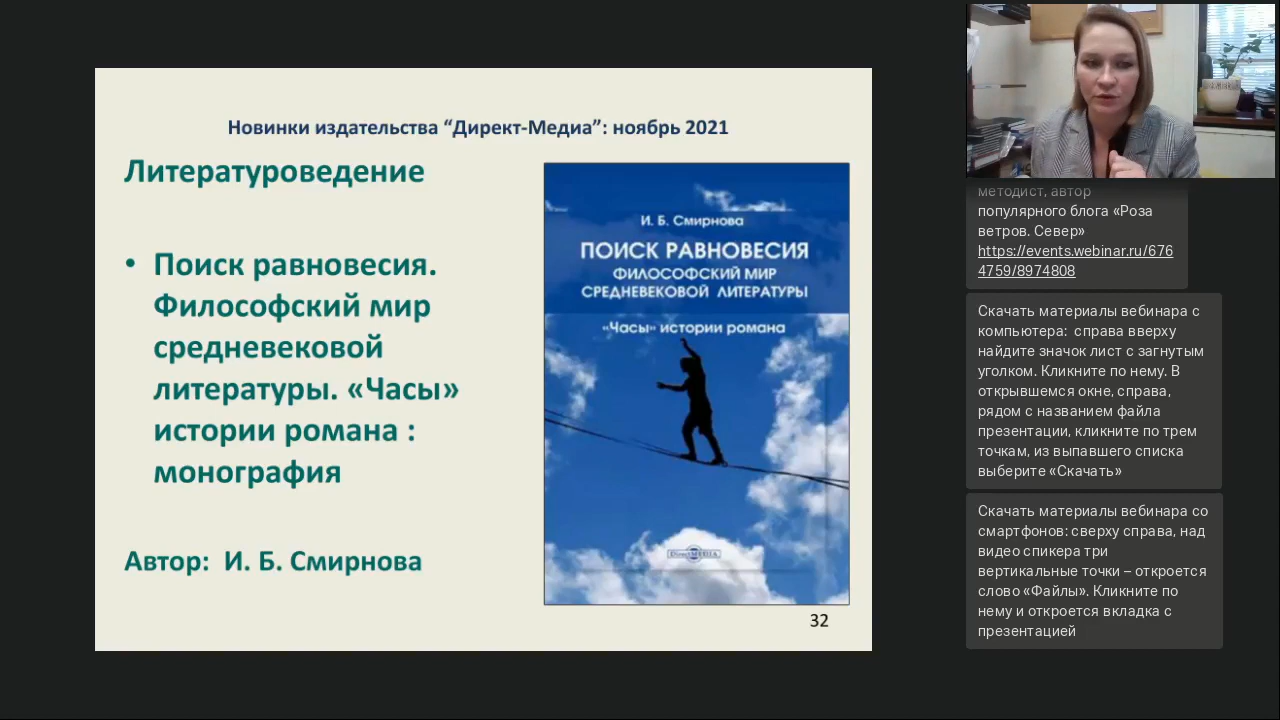 Новинки издательства “Директ-Медиа”: ноябрь 2021
Литературоведение
• Поиск равновесия.
Философский мир
средневековой
литературы. «Часы»
истории романа :
монография
Автор: И. Б. Смирнова
И. Б. Смирнова
ПОИСК РАВНОВЕСИЯ
ФИЛОСОФСКИЙ МИР
СРЕДНЕВЕКОВОЙ ЛИТЕРАТУРЫ
«Часы» истории романа
DirectMEDIA
32
методист, автор
популярного блога «Роза
ветров. Север»
https://events.webinar.ru/676
4759/8974808
Скачать материалы вебинара с
компьютера: справа вверху
найдите значок лист с загнутым
уголком. Кликните по нему. В
открывшемся окне, справа,
рядом с названием файла
презентации, кликните по трем
точкам, из выпавшего списка
выберите «Скачать»
Скачать материалы вебинара со
смартфонов: сверху справа, над
видео спикера три
вертикальные точки – откроется
слово «Файлы». Кликните по
нему и откроется вкладка с
презентацией